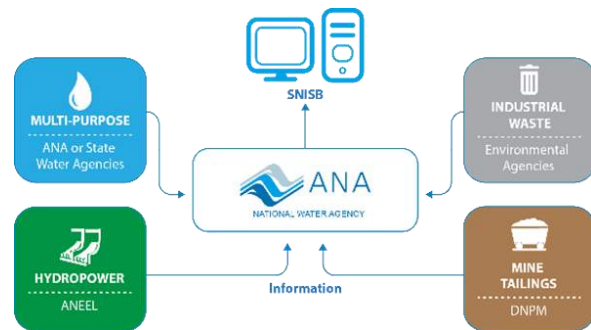 SNISB
MULTI-PURPOSE
ANA or State
Water Agencies
INDUSTRIAL
WASTE
Environmental
Agencies
ANA
NATIONAL WATER AGENCY
HYDROPOWER
ANEEL
Information
MINE
TAILINGS
DNPM